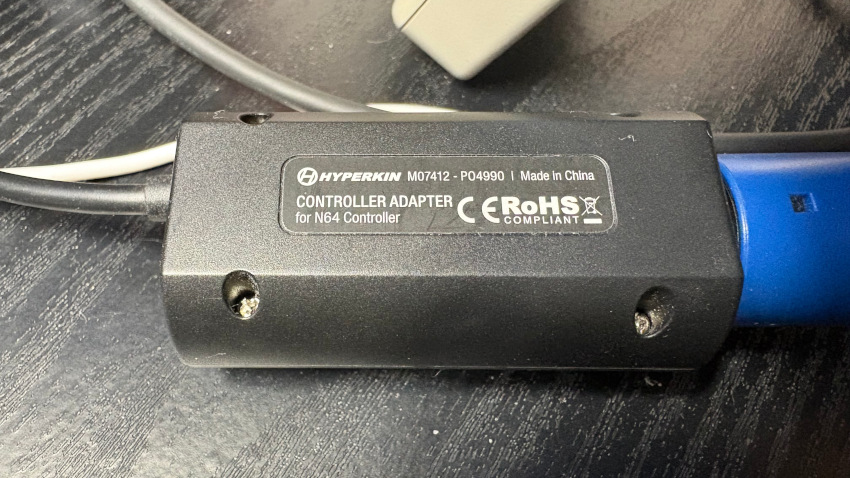 HYPERKIN M07412 - PO4990 | Made in China
CONTROLLER ADAPTER
for N64 Controller
CE RoHS
COMPLIANT